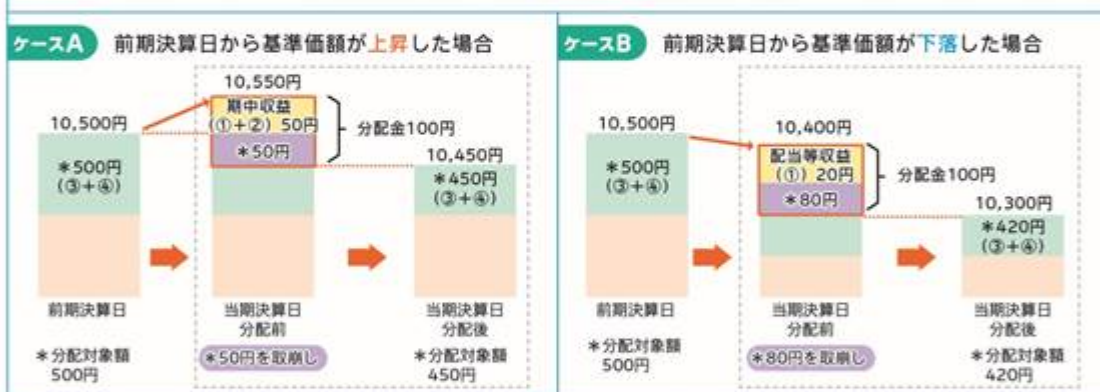 ケースA 前期決算日から基準価額が上昇した場合
10,550円
10,500円
期中収益
(①+②) 50円
*50円
分配金100円
*500円
(③+④)
10,450円
*450円
(③+④)
前期決算日
当期決算日
分配前
当期決算日
分配後
*分配対象額
500円
*50円を取崩し
*分配対象額
450円
ケースB 前期決算日から基準価額が下落した場合
10,500円
10,400円
配当等収益
(①) 20円
*80円
分配金100円
*500円
(③+④)
10,300円
*420円
(③+④)
前期決算日
当期決算日
分配前
当期決算日
分配後
*分配対象額
500円
*80円を取崩し
*分配対象額
420円